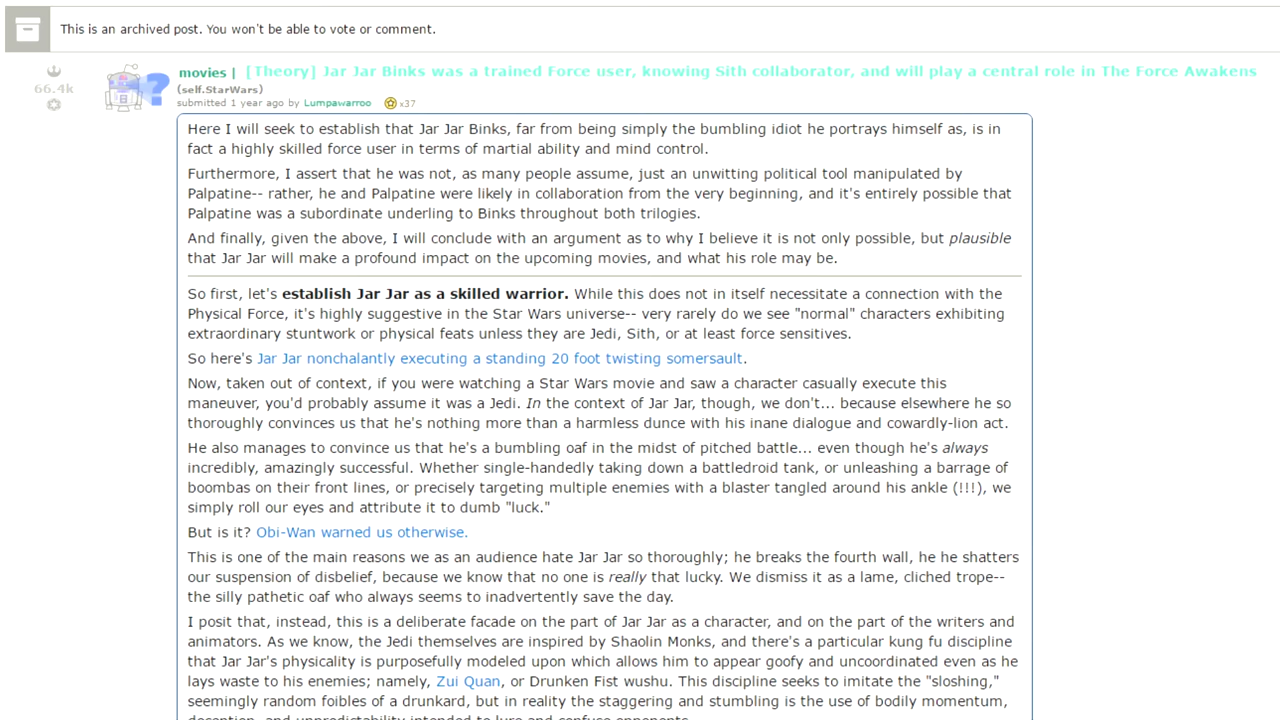 This is an archived post. You won't be able to vote or comment.
66.4k
movies | [Theory] Jar Jar Binks was a trained Force user, knowing Sith collaborator, and will play a central role in The Force Awakens
(self.StarWars)
submitted 1 year ago by Lumpawarroo x37
Here I will seek to establish that Jar Jar Binks, far from being simply the bumbling idiot he portrays himself as, is in
fact a highly skilled force user in terms of martial ability and mind control.
Furthermore, I assert that he was not, as many people assume, just an unwitting political tool manipulated by
Palpatine-- rather, he and Palpatine were likely in collaboration from the very beginning, and it's entirely possible that
Palpatine was a subordinate underling to Binks throughout both trilogies.
And finally, given the above, I will conclude with an argument as to why I believe it is not only possible, but plausible
that Jar Jar will make a profound impact on the upcoming movies, and what his role may be.
So first, let's establish Jar Jar as a skilled warrior. While this does not in itself necessitate a connection with the
Physical Force, it's highly suggestive in the Star Wars universe-- very rarely do we see "normal" characters exhibiting
extraordinary stuntwork or physical feats unless they are Jedi, Sith, or at least force sensitives.
So here's Jar Jar nonchalantly executing a standing 20 foot twisting somersault.
Now, taken out of context, if you were watching a Star Wars movie and saw a character casually execute this
maneuver, you'd probably assume it was a Jedi. In the context of Jar Jar, though, we don't... because elsewhere he so
thoroughly convinces us that he's nothing more than a harmless dunce with his inane dialogue and cowardly-lion act.
He also manages to convince us that he's a bumbling oaf in the midst of pitched battle... even though he's always
incredibly, amazingly successful. Whether single-handedly taking down a battledroid tank, or unleashing a barrage of
boombas on their front lines, or precisely targeting multiple enemies with a blaster tangled around his ankle (!!!), we
simply roll our eyes and attribute it to dumb "luck."
But is it? Obi-Wan warned us otherwise.
This is one of the main reasons we as an audience hate Jar Jar so thoroughly; he breaks the fourth wall, he he shatters
our suspension of disbelief, because we know that no one is really that lucky. We dismiss it as a lame, cliched trope--
the silly pathetic oaf who always seems to inadvertently save the day.
I posit that, instead, this is a deliberate facade on the part of Jar Jar as a character, and on the part of the writers and
animators. As we know, the Jedi themselves are inspired by Shaolin Monks, and there's a particular kung fu discipline
that Jar Jar's physicality is purposefully modeled upon which allows him to appear goofy and uncoordinated even as he
lays waste to his enemies; namely, Zui Quan, or Drunken Fist wushu. This discipline seeks to imitate the "sloshing,"
seemingly random foibles of a drunkard, but in reality the staggering and stumbling is the use of bodily momentum,
deception, and unpredictability intended to lure and confuse opponents.